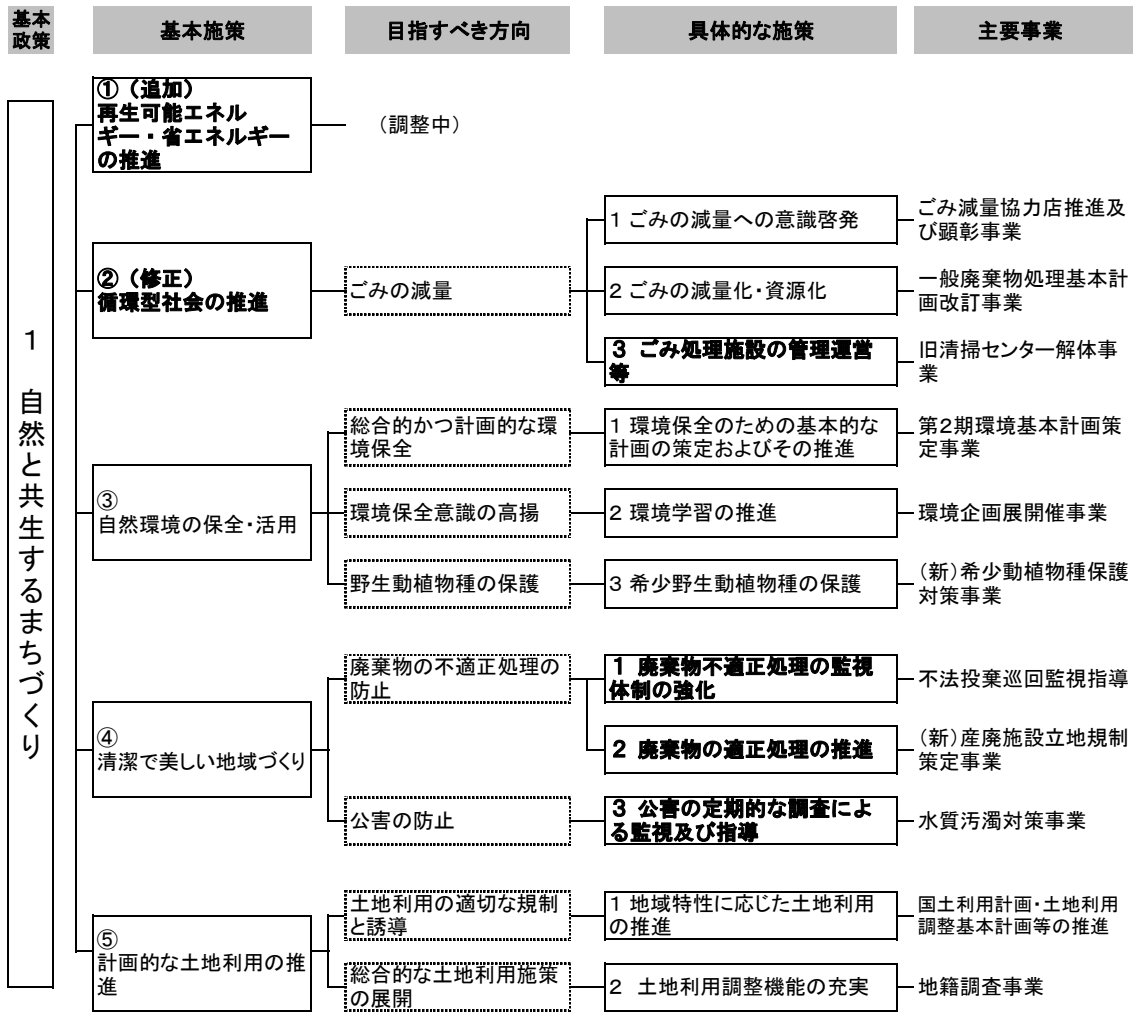 基本
政策
基本施策
目指すべき方向
具体的な施策
主要事業
1 自然と共生するまちづくり
①（追加）
再生可能エネル
ギー・省エネルギー
の推進
（調整中）
②（修正）
循環型社会の推進
ごみの減量
1 ごみの減量への意識啓発
ごみ減量協力店推進及
び顕彰事業
2 ごみの減量化・資源化
一般廃棄物処理基本計
画改訂事業
3 ごみ処理施設の管理運営
等
旧清掃センター解体事
業
③
自然環境の保全・活用
総合的かつ計画的な環
境保全
1 環境保全のための基本的な
計画の策定およびその推進
第2期環境基本計画策
定事業
環境保全意識の高揚
2 環境学習の推進
環境企画展開催事業
野生動植物種の保護
3 希少野生動植物種の保護
（新）希少動植物種保護
対策事業
④
清潔で美しい地域づくり
廃棄物の不適正処理の
防止
1 廃棄物不適正処理の監視
体制の強化
不法投棄巡回監視指導
2 廃棄物の適正処理の推進
（新）産廃施設立地規制
策定事業
公害の防止
3 公害の定期的な調査によ
る監視及び指導
水質汚濁対策事業
⑤
計画的な土地利用の推
進
土地利用の適切な規制
と誘導
1 地域特性に応じた土地利用
の推進
国土利用計画・土地利用
調整基本計画等の推進
総合的な土地利用施策
の展開
2 土地利用調整機能の充実
地籍調査事業